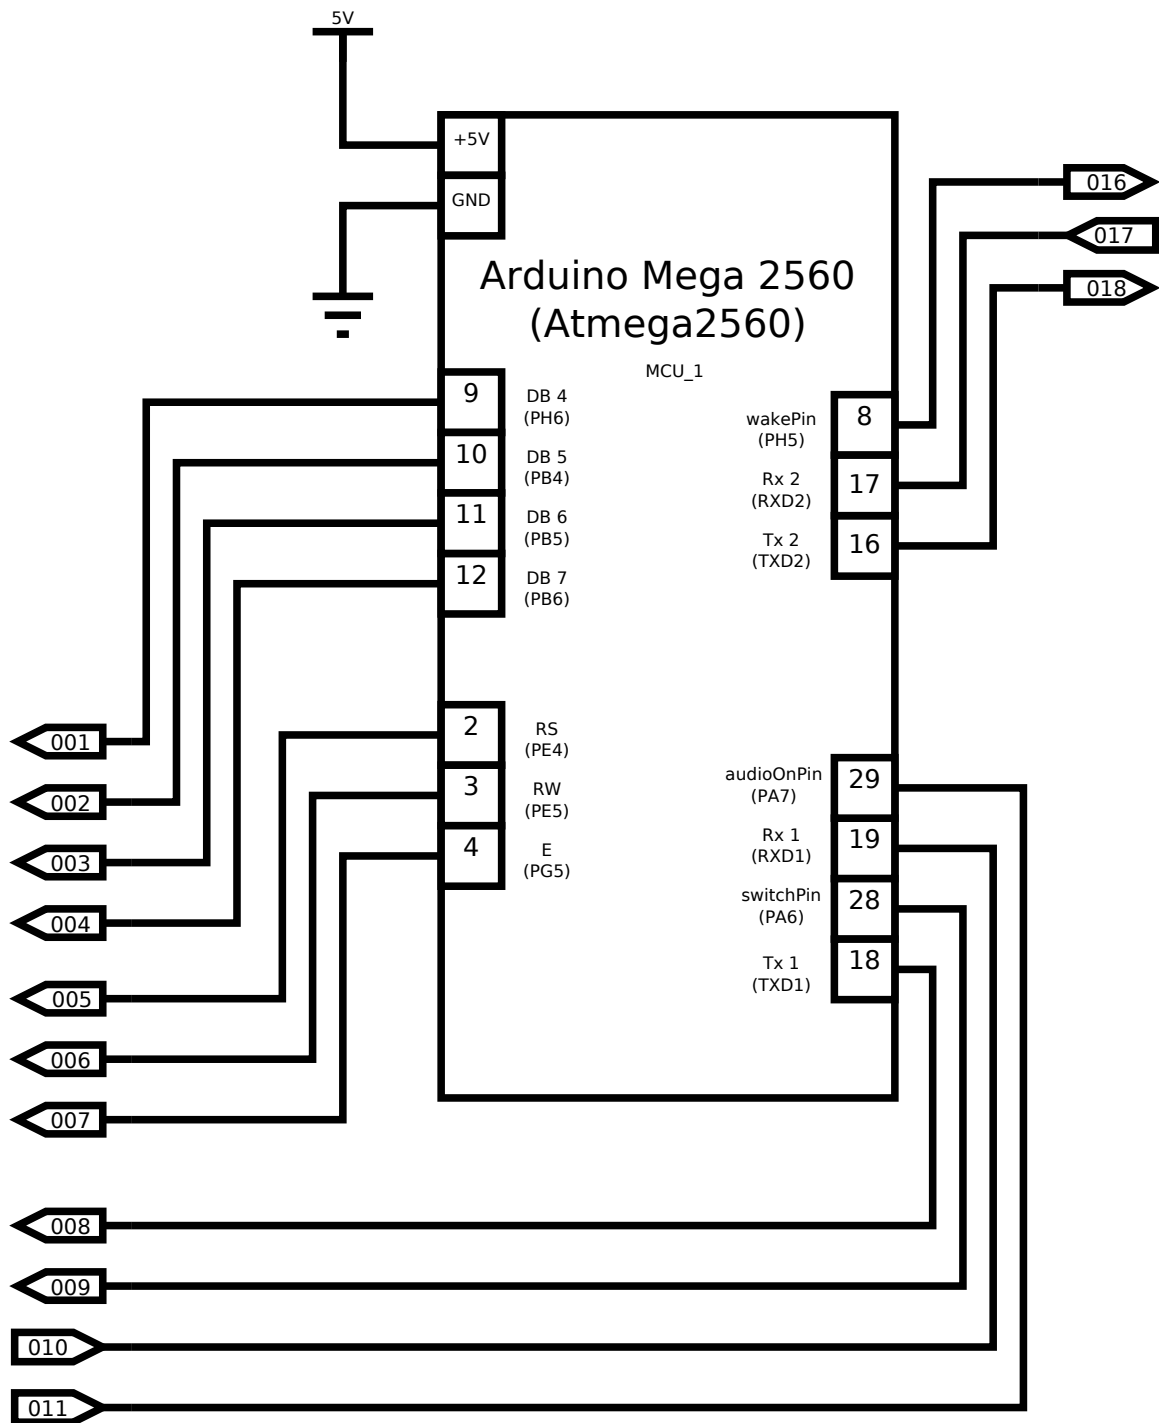 5V
+5V
GND
Arduino Mega 2560
(Atmega2560)
MCU_1
9
DB 4
(PH6)
10
DB 5
(PB4)
11
DB 6
(PB5)
12
DB 7
(PB6)
2
RS
(PE4)
3
RW
(PE5)
4
E
(PG5)
wakePin
(PH5)
8
Rx 2
(RXD2)
17
Tx 2
(TXD2)
16
audioOnPin
(PA7)
29
Rx 1
(RXD1)
19
switchPin
(PA6)
28
Tx 1
(TXD1)
18
016
017
018
001
002
003
004
005
006
007
008
009
010
011